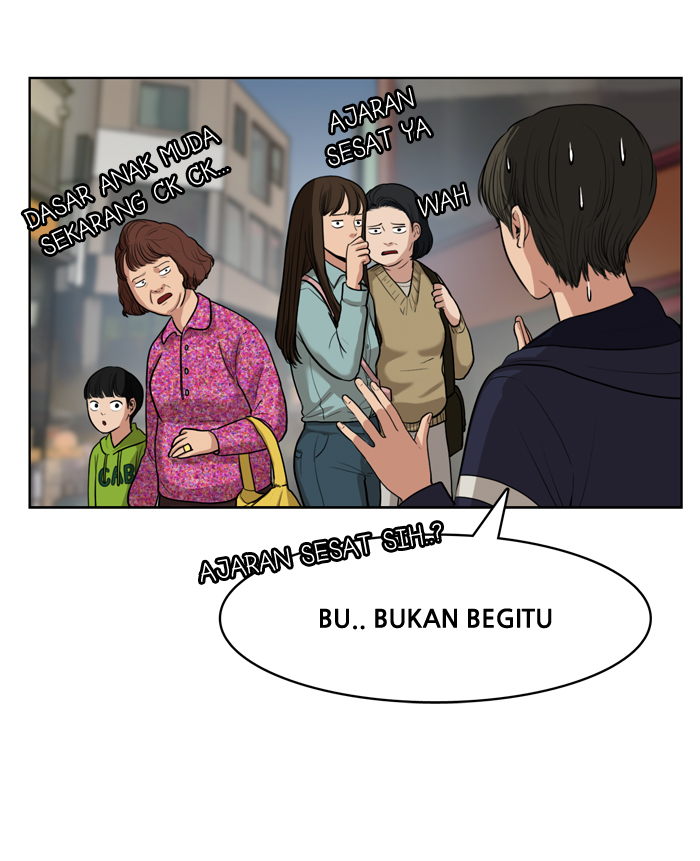 AJARAN
SESAT YA
DASAR ANAK MUDA
SEKARANG CK CK...
WAH
CAB
AJARAN SESAT SIH..?
BU.. BUKAN BEGITU